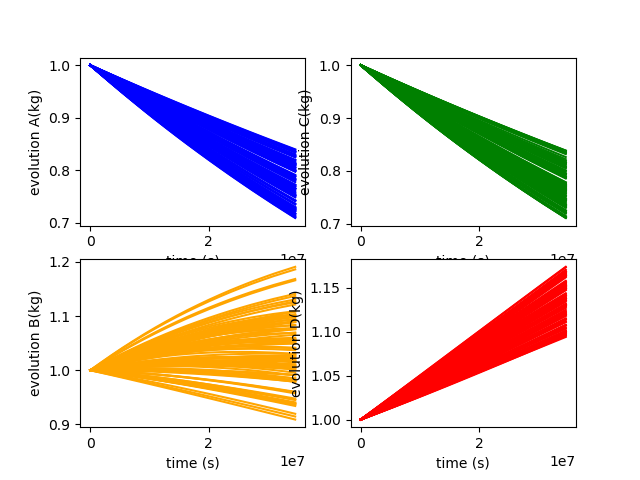 evolution A(kg)
1.0
0.9
0.8
0.7
0
2
time (s)
1e7
evolution C(kg)
1.0
0.9
0.8
0.7
0
2
time (s)
1e7
evolution B(kg)
1.2
1.1
1.0
0.9
0
2
time (s)
1e7
evolution D(kg)
1.15
1.10
1.05
1.00
0
2
time (s)
1e7